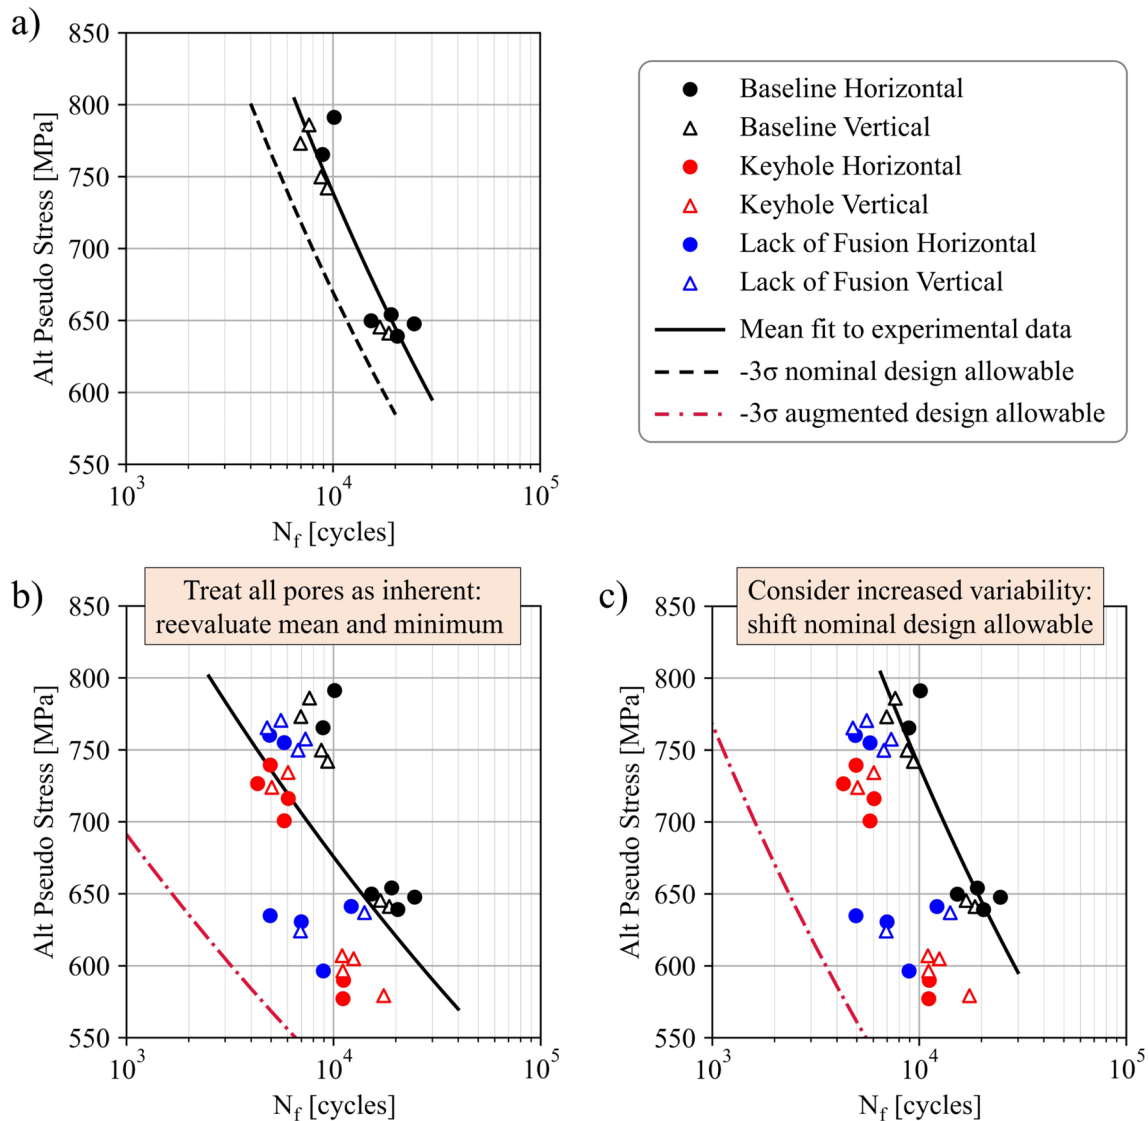 a)
850
800
750
700
650
600
550
Alt Pseudo Stress [MPa]
10³
10⁴
10⁵
N_f [cycles]
Baseline Horizontal
Baseline Vertical
Keyhole Horizontal
Keyhole Vertical
Lack of Fusion Horizontal
Lack of Fusion Vertical
Mean fit to experimental data
-3σ nominal design allowable
-3σ augmented design allowable
b)
Treat all pores as inherent:
reevaluate mean and minimum
850
800
750
700
650
600
550
Alt Pseudo Stress [MPa]
10³
10⁴
10⁵
N_f [cycles]
c)
Consider increased variability:
shift nominal design allowable
850
800
750
700
650
600
550
Alt Pseudo Stress [MPa]
10³
10⁴
10⁵
N_f [cycles]